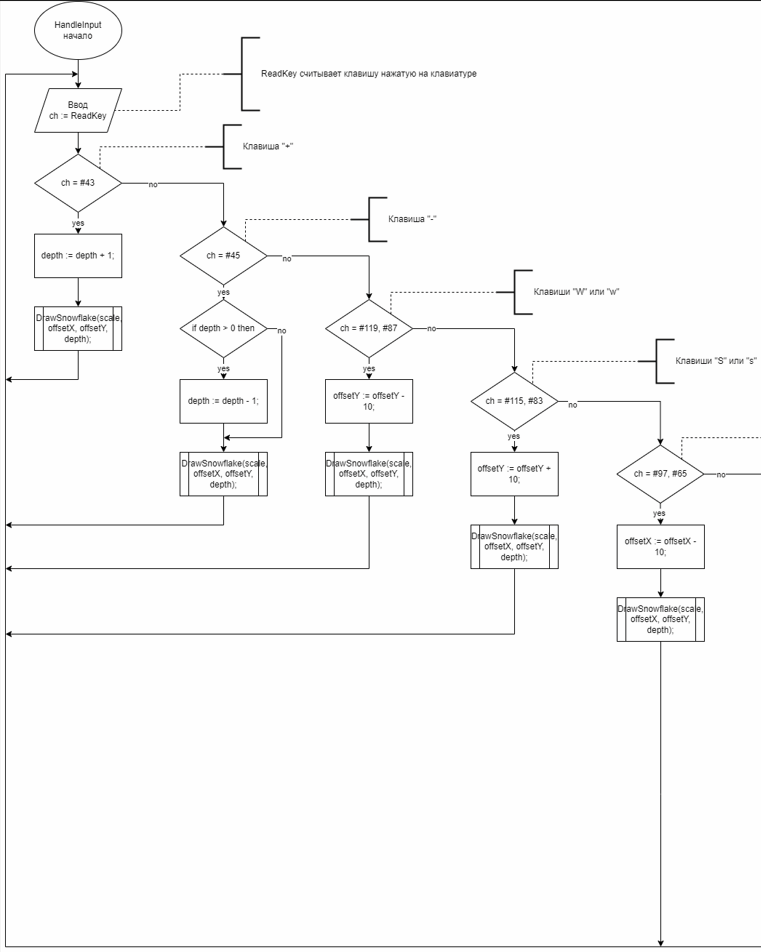 HandleInput
начало
ReadKey считывает клавишу нажатую на клавиатуре
Ввод
ch := ReadKey
Клавиша "+"
ch = #43
no
yes
depth := depth + 1;
DrawSnowflake(scale,
offsetX, offsetY,
depth);
Клавиша "-"
ch = #45
no
yes
if depth > 0 then
no
yes
depth := depth - 1;
DrawSnowflake(scale,
offsetX, offsetY,
depth);
Клавиши "W" или "w"
ch = #119, #87
no
yes
offsetY := offsetY -
10;
DrawSnowflake(scale,
offsetX, offsetY,
depth);
Клавиши "S" или "s"
ch = #115, #83
no
yes
offsetY := offsetY +
10;
DrawSnowflake(scale,
offsetX, offsetY,
depth);
ch = #97, #65
no
yes
offsetX := offsetX -
10;
DrawSnowflake(scale,
offsetX, offsetY,
depth);